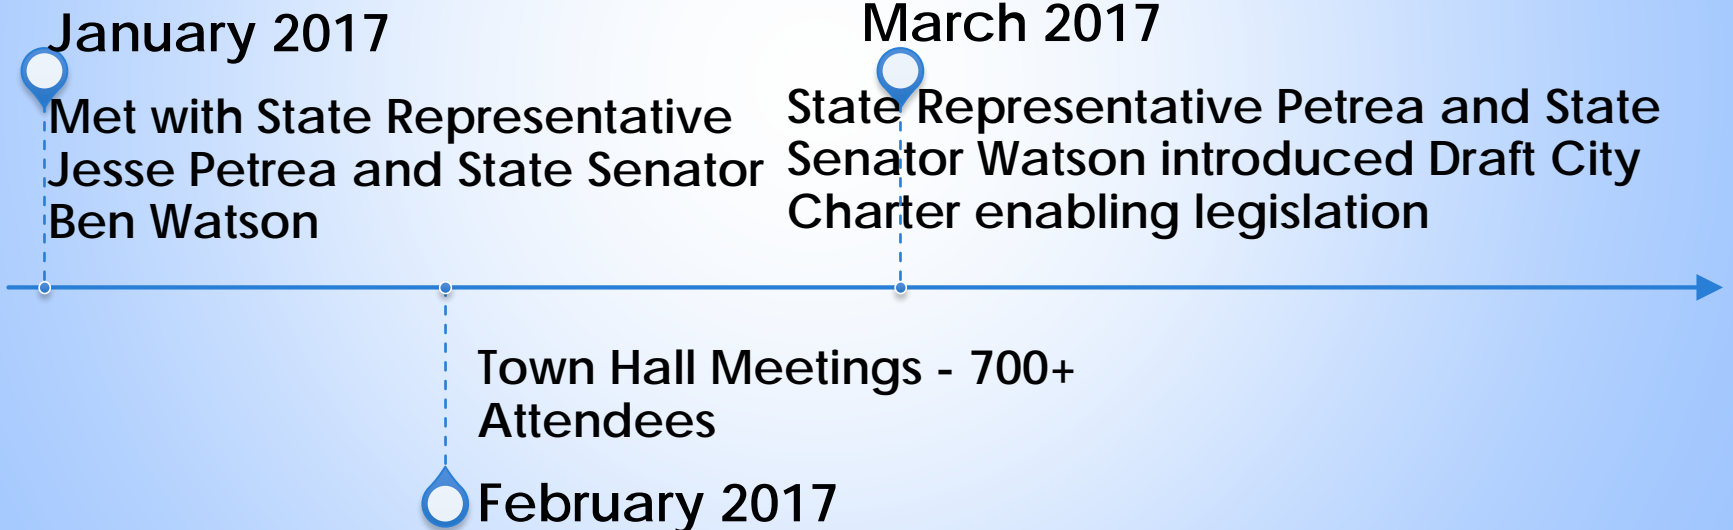 January 2017
Met with State Representative
Jesse Petrea and State Senator
Ben Watson
March 2017
State Representative Petrea and State
Senator Watson introduced Draft City
Charter enabling legislation
Town Hall Meetings - 700+
Attendees
February 2017